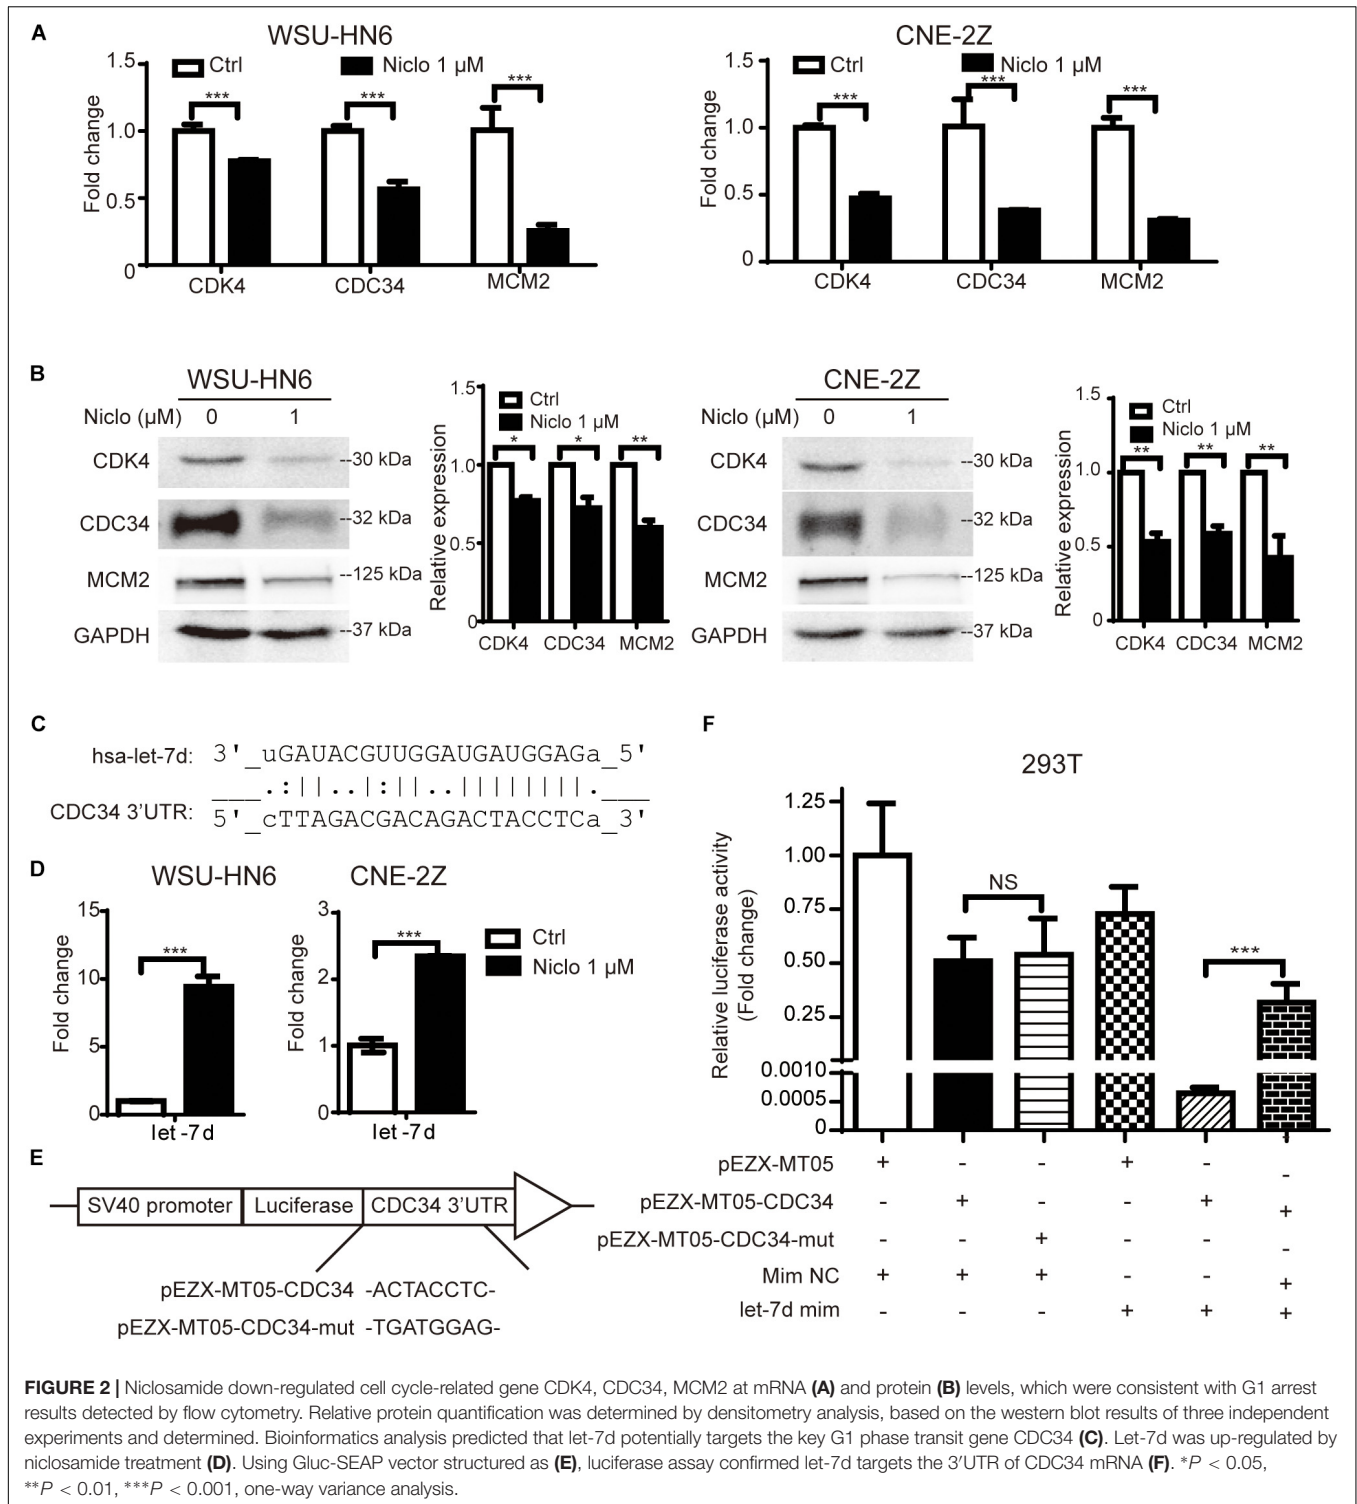 A
WSU-HN6
Ctrl
Niclo 1 µM
Fold change
1.5
1.0
0.5
0
***
***
***
CDK4
CDC34
MCM2
CNE-2Z
Ctrl
Niclo 1 µM
Fold change
1.5
1.0
0.5
0
***
***
***
CDK4
CDC34
MCM2
B
WSU-HN6
Niclo (µM) 0 1
CDK4 --30 kDa
CDC34 --32 kDa
MCM2 --125 kDa
GAPDH --37 kDa
Relative expression
1.5
1.0
0.5
0
Ctrl
Niclo 1 µM
*
*
**
CDK4 CDC34 MCM2
CNE-2Z
Niclo (µM) 0 1
CDK4 --30 kDa
CDC34 --32 kDa
MCM2 --125 kDa
GAPDH --37 kDa
Relative expression
1.5
1.0
0.5
0
Ctrl
Niclo 1 µM
**
**
**
CDK4 CDC34 MCM2
C
hsa-let-7d: 3'_uGAUACGUUGGAUGAUGGAGa_5'
___.:||..|:||..||||||||.___
CDC34 3’UTR: 5'_cTTAGACGACAGACTACCTCa_3'
D
WSU-HN6
Fold change
15
10
5
0
***
let -7d
CNE-2Z
Fold change
3
2
1
0
***
let -7d
Ctrl
Niclo 1 µM
E
SV40 promoter Luciferase CDC34 3’UTR
pEZX-MT05-CDC34 -ACTACCTC-
pEZX-MT05-CDC34-mut -TGATGGAG-
F
293T
Relative luciferase activity
(Fold change)
1.25
1.00
0.75
0.50
0.25
0.0010
0.0005
0
NS
***
pEZX-MT05 + - - + - -
pEZX-MT05-CDC34 - + - - + +
pEZX-MT05-CDC34-mut - - + - - -
Mim NC + + + - - +
let-7d mim - - - + + +
FIGURE 2 | Niclosamide down-regulated cell cycle-related gene CDK4, CDC34, MCM2 at mRNA (A) and protein (B) levels, which were consistent with G1 arrest
results detected by flow cytometry. Relative protein quantification was determined by densitometry analysis, based on the western blot results of three independent
experiments and determined. Bioinformatics analysis predicted that let-7d potentially targets the key G1 phase transit gene CDC34 (C). Let-7d was up-regulated by
niclosamide treatment (D). Using Gluc-SEAP vector structured as (E), luciferase assay confirmed let-7d targets the 3′UTR of CDC34 mRNA (F). *P < 0.05,
**P < 0.01, ***P < 0.001, one-way variance analysis.